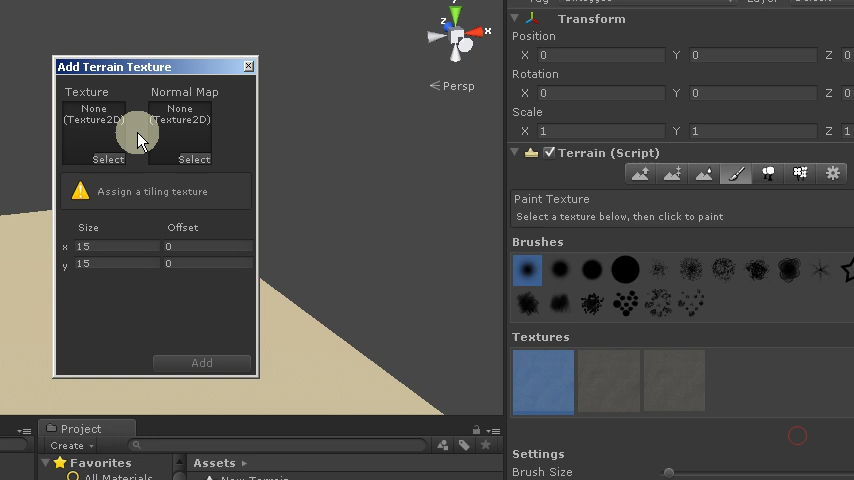 Add Terrain Texture
Texture
Normal Map
None
(Texture2D)
Select
None
(Texture2D)
Select
Assign a tiling texture
Size
Offset
x 15
0
y 15
0
Add
z
x
Persp
Transform
Position
X 0
Y 0
Z 0
Rotation
X 0
Y 0
Z 0
Scale
X 1
Y 1
Z 1
Terrain (Script)
Paint Texture
Select a texture below, then click to paint
Brushes
Textures
Settings
Brush Size
Project
Create
Favorites
All Materials
Assets
New Terrain